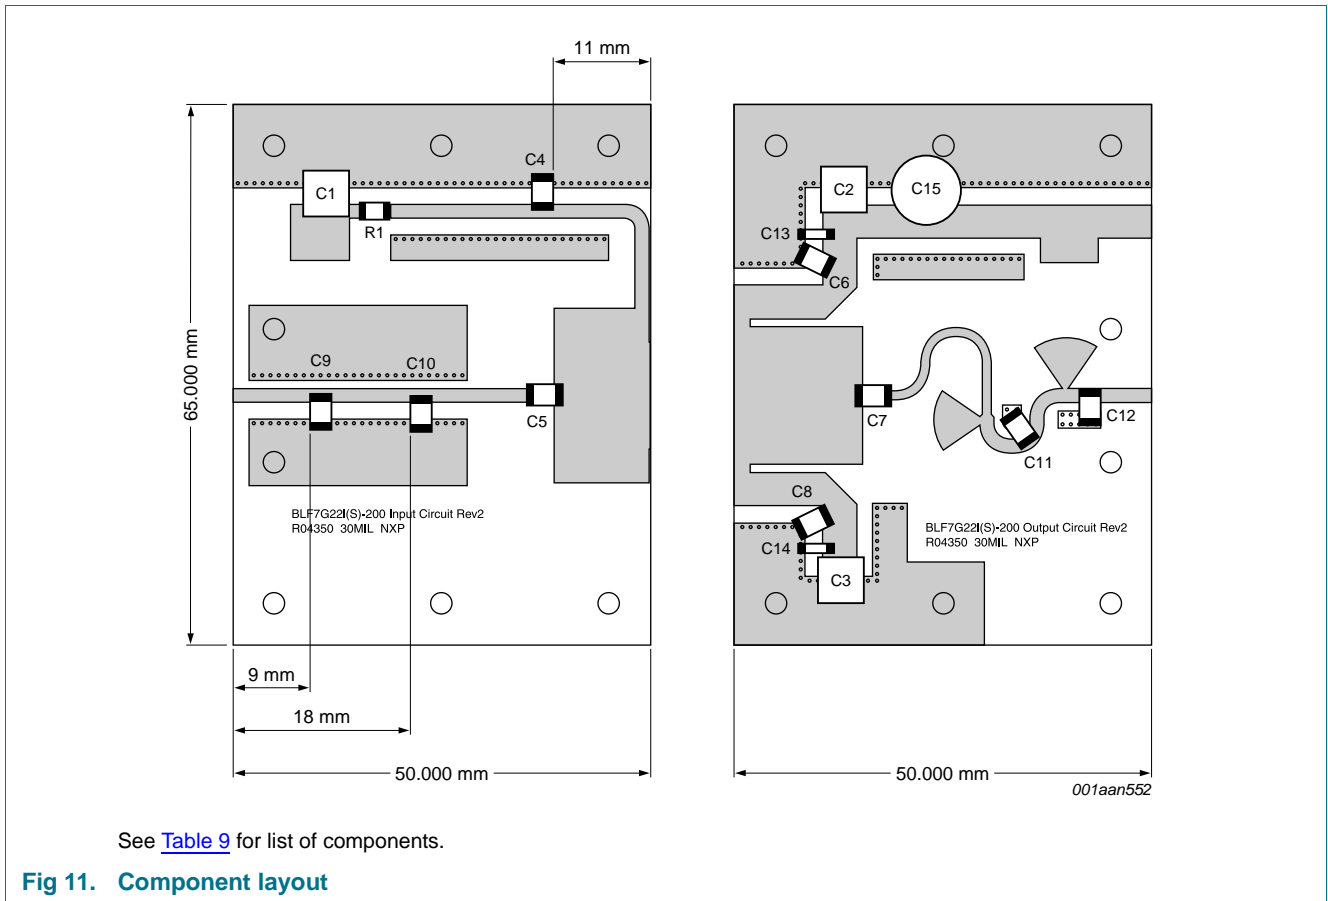 11 mm
C4
C1
R1
C2
C15
C13
C6
65.000 mm
C9
C10
C5
C7
C12
C11
C8
BLF7G22I(S)-200 Input Circuit Rev2
R04350 30MIL NXP
BLF7G22I(S)-200 Output Circuit Rev2
R04350 30MIL NXP
C14
C3
9 mm
18 mm
50.000 mm
50.000 mm
001aan552
See Table 9 for list of components.
Fig 11. Component layout